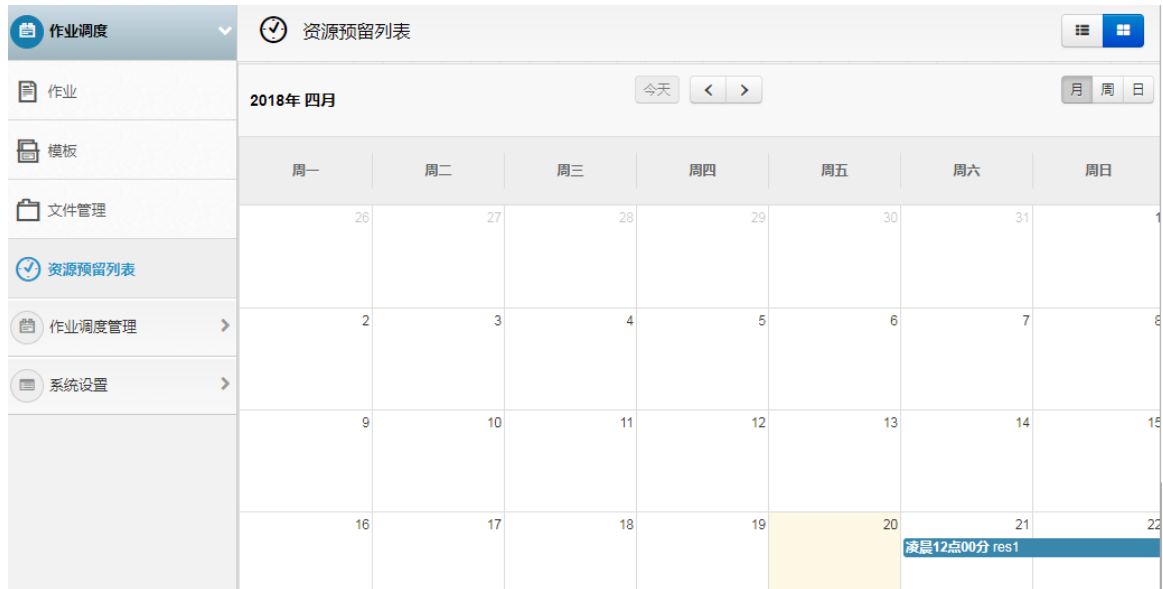 作业调度
作业
模板
文件管理
资源预留列表
作业调度管理
系统设置
资源预留列表
2018年 四月
今天
月 周 日
周一 周二 周三 周四 周五 周六 周日
26 27 28 29 30 31 1
2 3 4 5 6 7 8
9 10 11 12 13 14 15
16 17 18 19 20 21 22
凌晨12点00分 res1